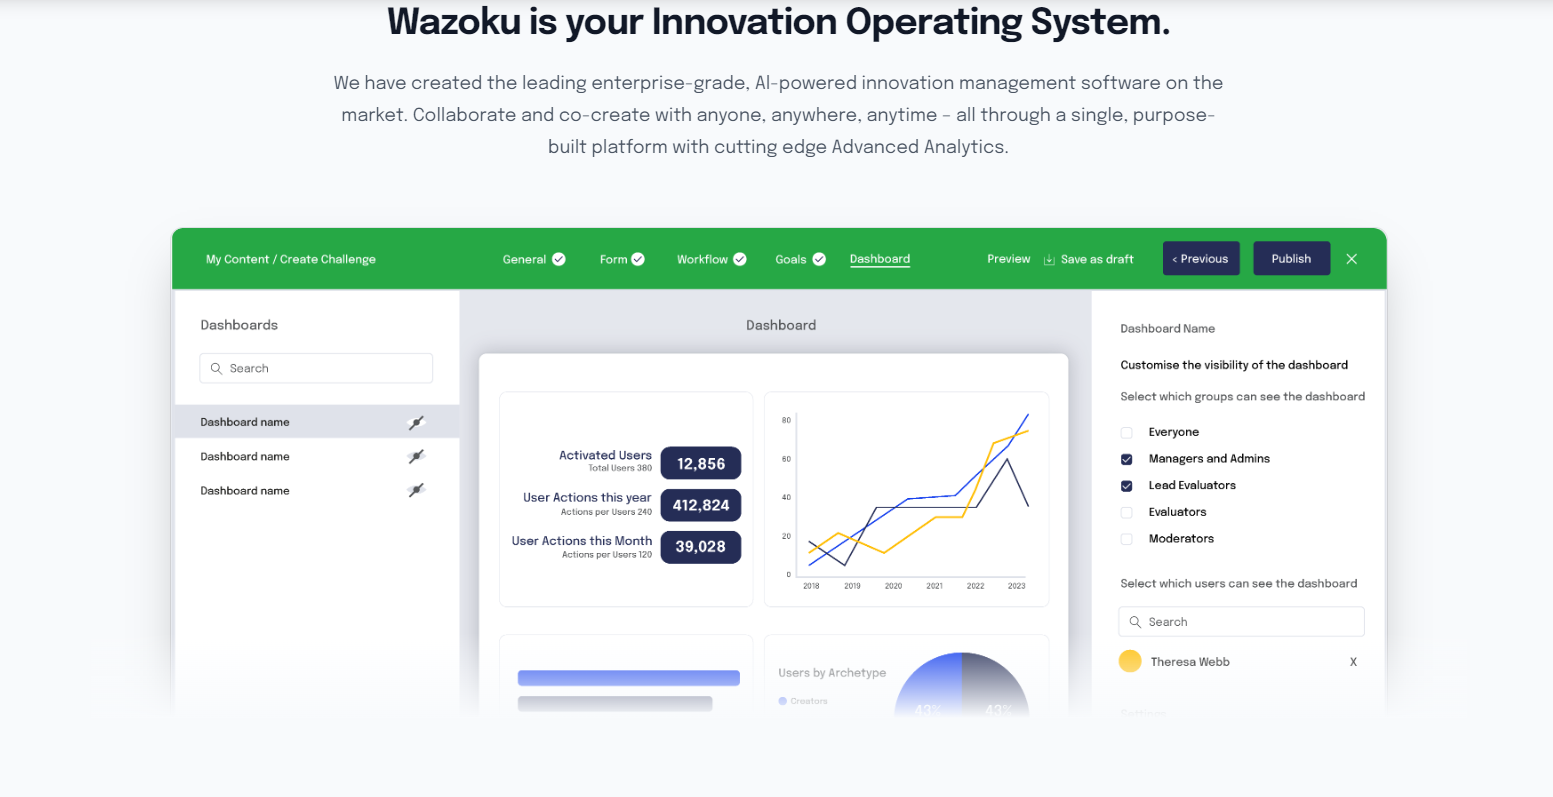 Wazoku is your Innovation Operating System.
We have created the leading enterprise-grade, AI-powered innovation management software on the
market. Collaborate and co-create with anyone, anywhere, anytime – all through a single, purpose-
built platform with cutting edge Advanced Analytics.
My Content / Create Challenge
General
Form
Workflow
Goals
Dashboard
Preview
Save as draft
< Previous
Publish
Dashboards
Search
Dashboard name
Dashboard name
Dashboard name
Dashboard
Activated Users
Total Users 380
12,856
User Actions this year
Actions per Users 240
412,824
User Actions this Month
Actions per Users 120
39,028
80
60
40
20
0
2018 2019 2020 2021 2022 2023
Users by Archetype
Creators
43% 43%
Dashboard Name
Customise the visibility of the dashboard
Select which groups can see the dashboard
Everyone
Managers and Admins
Lead Evaluators
Evaluators
Moderators
Select which users can see the dashboard
Search
Theresa Webb X
Settings